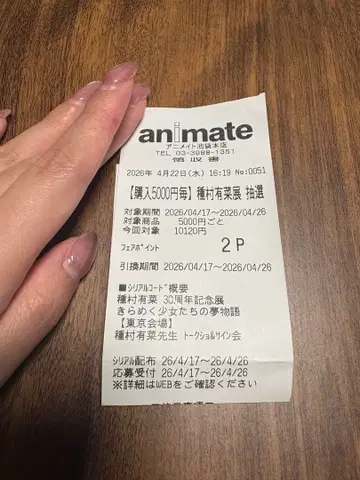 animate
アニメイト池袋本店
TEL 03-3988-1351
領収書
2026年 4月22日(水) 16:19 No:0051
【購入5000円毎】種村有菜展 抽選
対象期間 2026/04/17～2026/04/26
対象商品 5000円ごと
今回対象 10120円
フェアポイント 2P
引換期間 2026/04/17～2026/04/26
■シリアルコード概要
種村有菜 30周年記念展
きらめく少女たちの夢物語
【東京会場】
種村有菜先生 トークショー&サイン会
シリアル配布 26/4/17～26/4/26
応募受付 26/4/17～26/4/26
※詳細はWEBをご確認ください